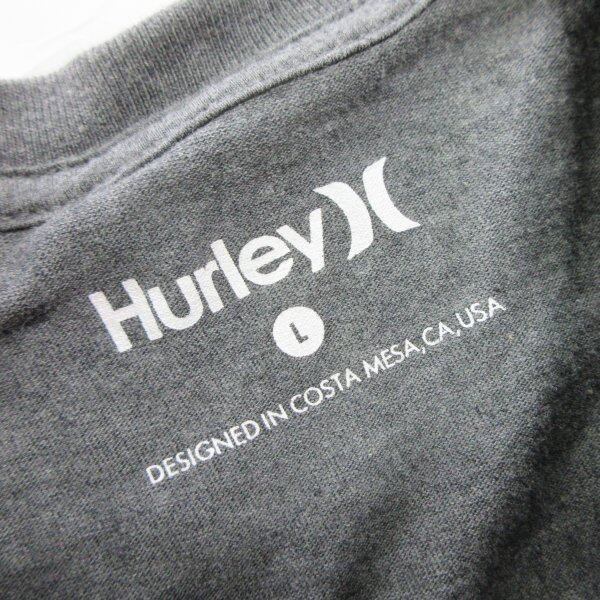 Hurley
L
DESIGNED IN COSTA MESA, CA, USA